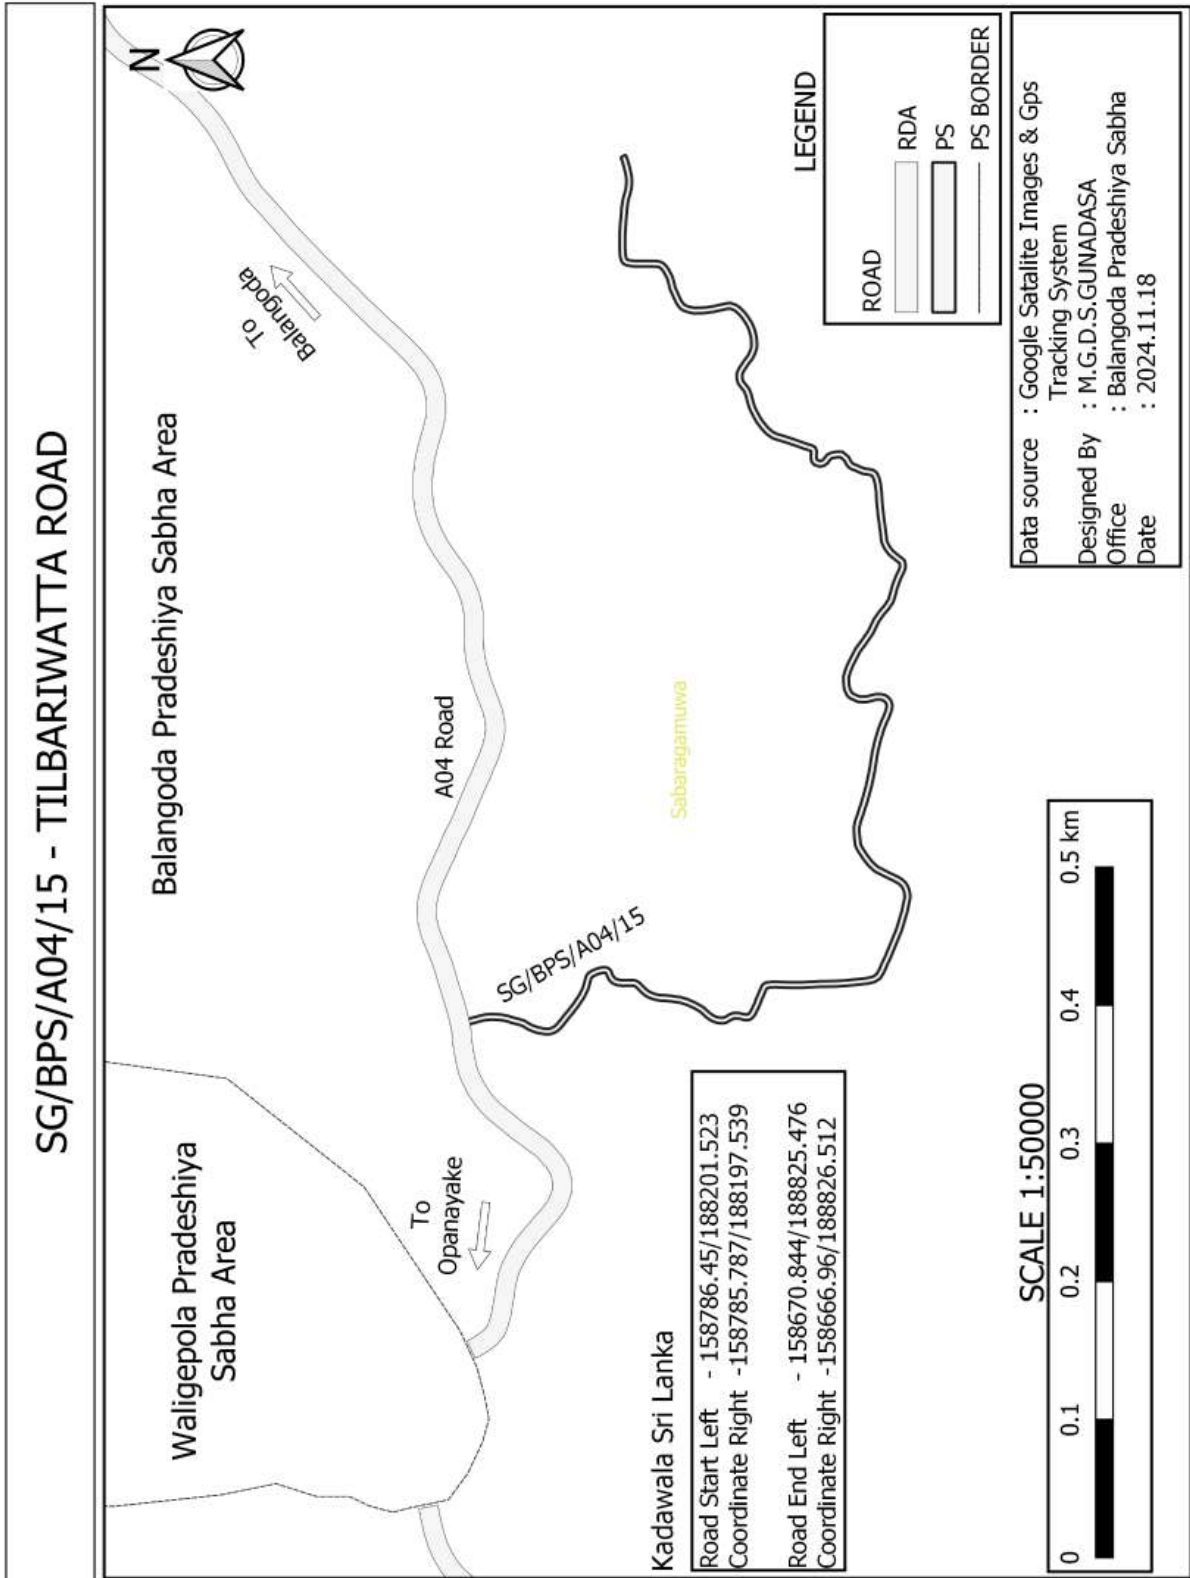 SG/BPS/A04/15 - TILBARIWATTA ROAD
N
Waligepola Pradeshiya
Sabha Area
Balangoda Pradeshiya Sabha Area
To
Balangoda
To
Opanayake
A04 Road
SG/BPS/A04/15
Sabaragamuwa
Kadawala Sri Lanka
Road Start Left - 158786.45/188201.523
Coordinate Right -158785.787/188197.539
Road End Left - 158670.844/188825.476
Coordinate Right -158666.96/188826.512
LEGEND
ROAD
RDA
PS
PS BORDER
SCALE 1:50000
0 0.1 0.2 0.3 0.4 0.5 km
Data source : Google Satalite Images & Gps
Tracking System
Designed By : M.G.D.S.GUNADASA
Office : Balangoda Pradeshiya Sabha
Date : 2024.11.18